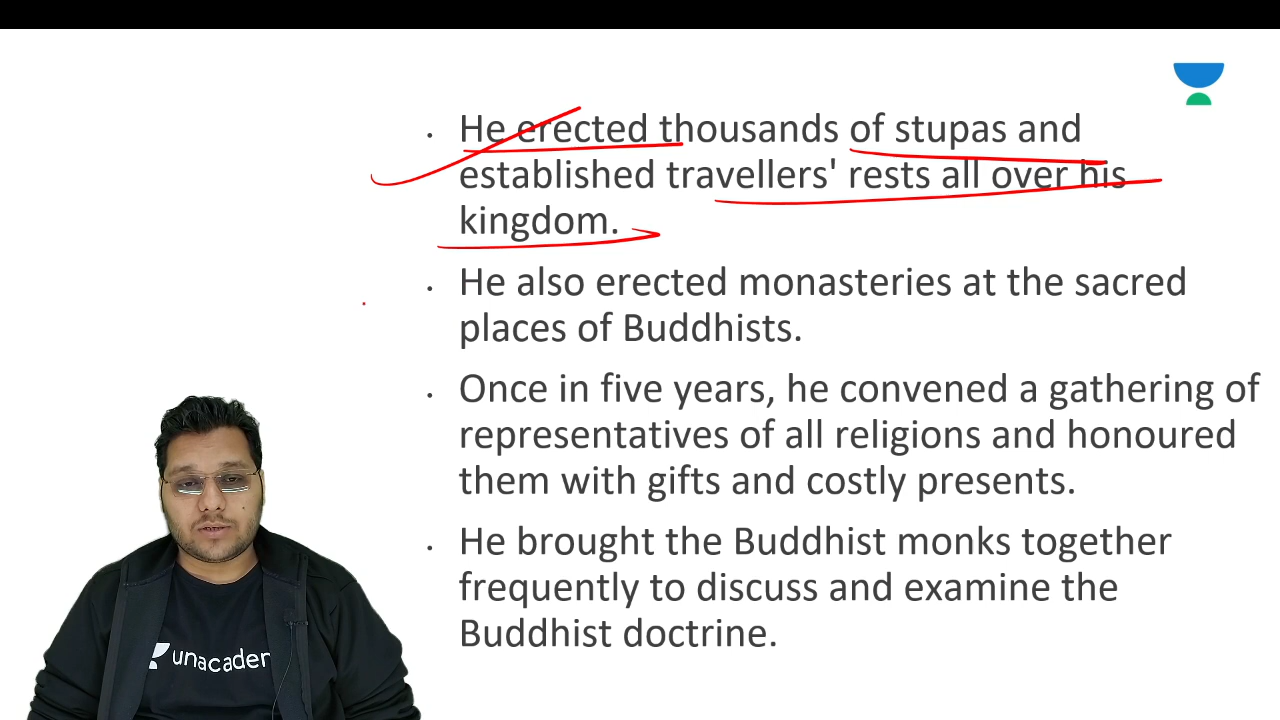 He erected thousands of stupas and
established travellers' rests all over his
kingdom.
He also erected monasteries at the sacred
places of Buddhists.
Once in five years, he convened a gathering of
representatives of all religions and honoured
them with gifts and costly presents.
He brought the Buddhist monks together
frequently to discuss and examine the
Buddhist doctrine.
unacadem